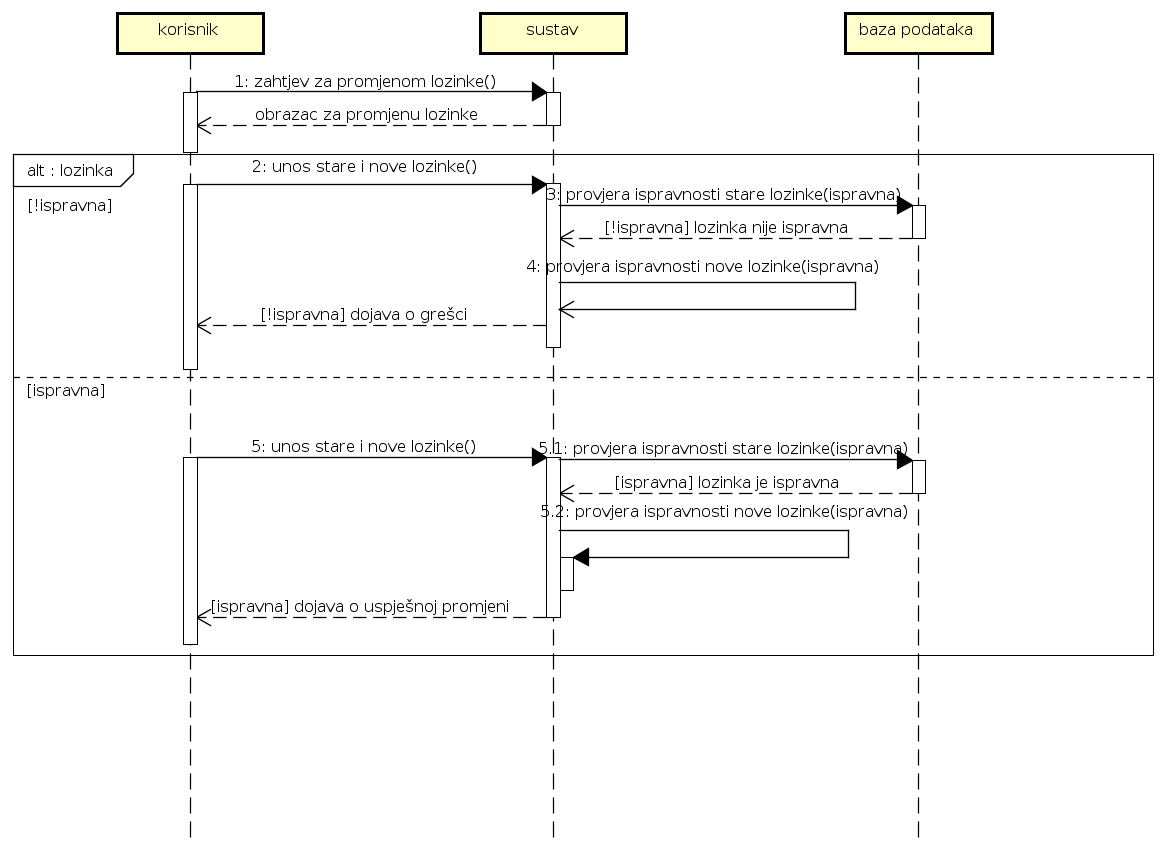 korisnik
sustav
baza podataka
1: zahtjev za promjenom lozinke()
obrazac za promjenu lozinke
alt : lozinka
2: unos stare i nove lozinke()
[!ispravna]
3: provjera ispravnosti stare lozinke(ispravna)
[!ispravna] lozinka nije ispravna
4: provjera ispravnosti nove lozinke(ispravna)
[!ispravna] dojava o grešci
[ispravna]
5: unos stare i nove lozinke()
5.1: provjera ispravnosti stare lozinke(ispravna)
[ispravna] lozinka je ispravna
5.2: provjera ispravnosti nove lozinke(ispravna)
[ispravna] dojava o uspješnoj promjeni